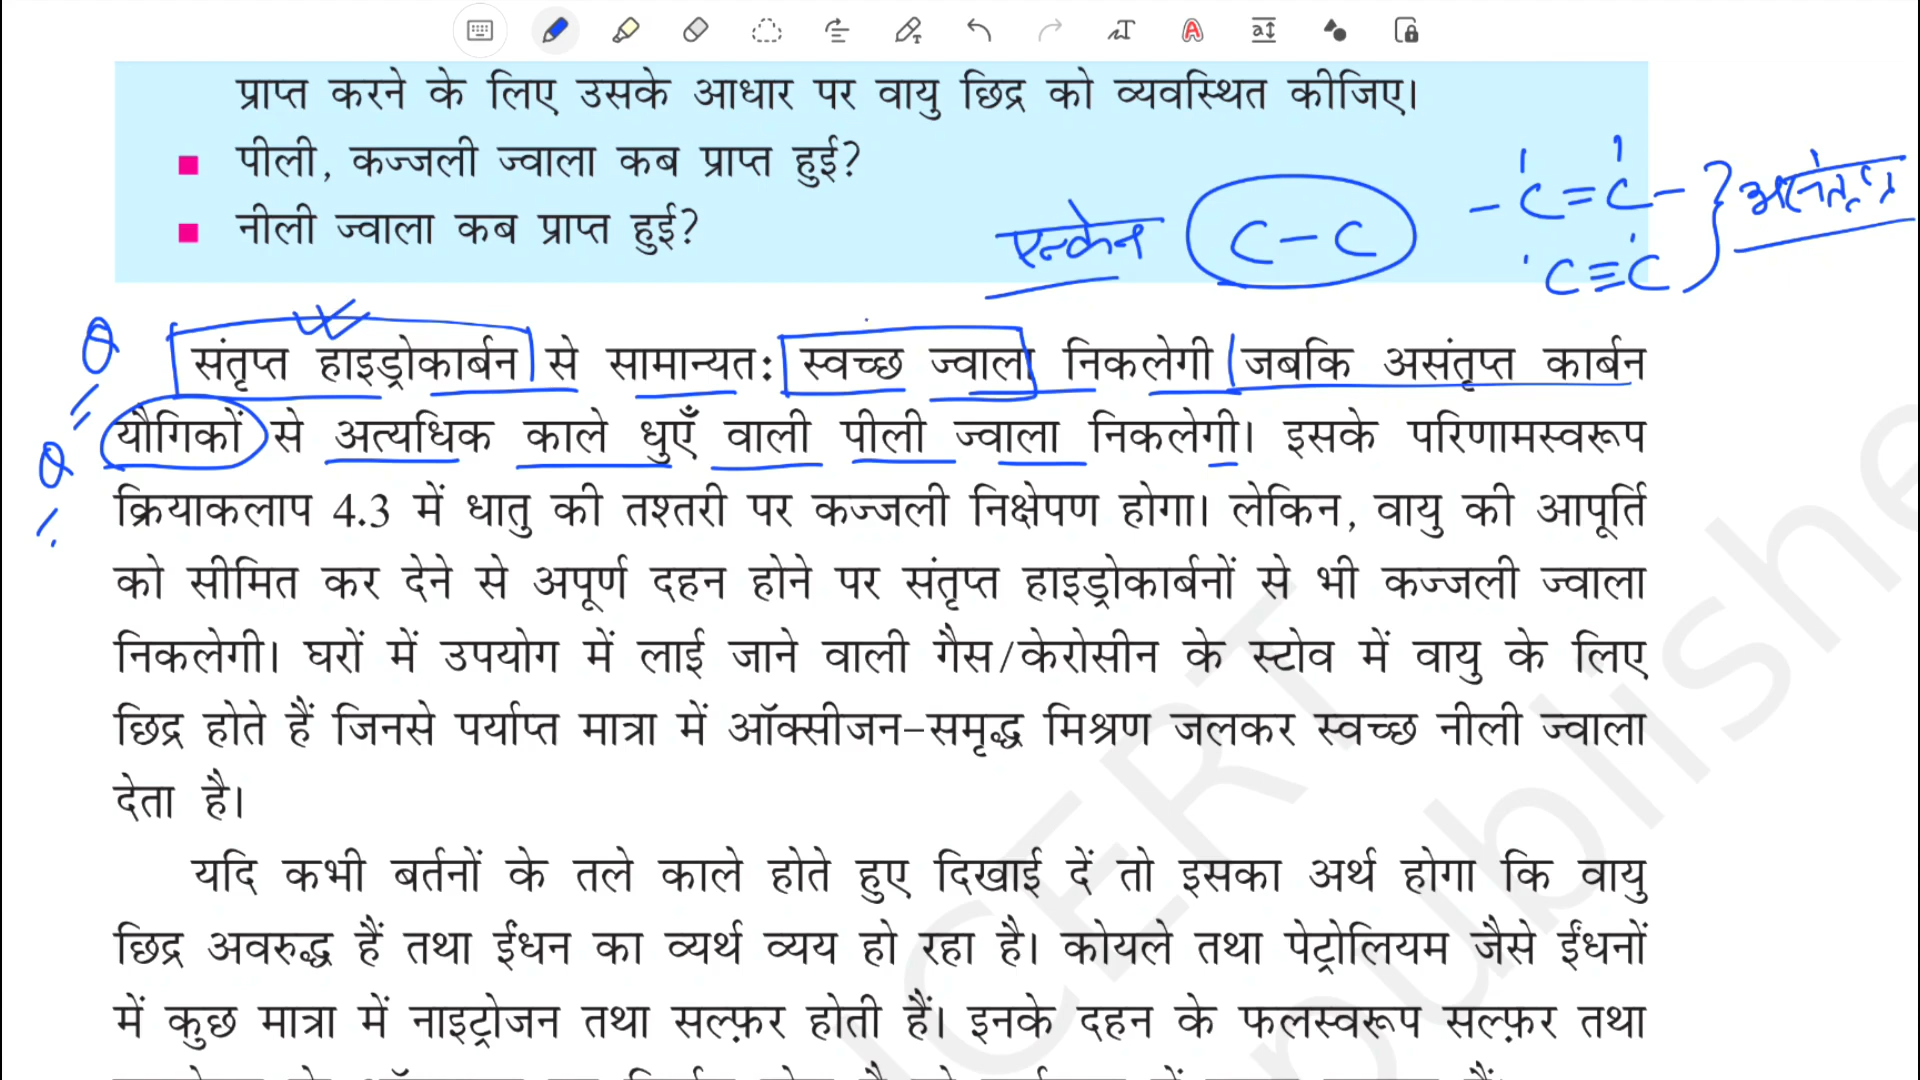 प्राप्त करने के लिए उसके आधार पर वायु छिद्र को व्यवस्थित कीजिए।
■ पीली, कज्जली ज्वाला कब प्राप्त हुई?
■ नीली ज्वाला कब प्राप्त हुई?
एल्केन C – C
– C = C –
C ≡ C
असंतृप्त
संतृप्त हाइड्रोकार्बन से सामान्यत: स्वच्छ ज्वाला निकलेगी जबकि असंतृप्त कार्बन
यौगिकों से अत्यधिक काले धुएँ वाली पीली ज्वाला निकलेगी। इसके परिणामस्वरूप
क्रियाकलाप 4.3 में धातु की तश्तरी पर कज्जली निक्षेपण होगा। लेकिन, वायु की आपूर्ति
को सीमित कर देने से अपूर्ण दहन होने पर संतृप्त हाइड्रोकार्बनों से भी कज्जली ज्वाला
निकलेगी। घरों में उपयोग में लाई जाने वाली गैस/केरोसीन के स्टोव में वायु के लिए
छिद्र होते हैं जिनसे पर्याप्त मात्रा में ऑक्सीजन-समृद्ध मिश्रण जलकर स्वच्छ नीली ज्वाला
देता है।
यदि कभी बर्तनों के तले काले होते हुए दिखाई दें तो इसका अर्थ होगा कि वायु
छिद्र अवरुद्ध हैं तथा ईंधन का व्यर्थ व्यय हो रहा है। कोयले तथा पेट्रोलियम जैसे ईंधनों
में कुछ मात्रा में नाइट्रोजन तथा सल्फ़र होती हैं। इनके दहन के फलस्वरूप सल्फ़र तथा